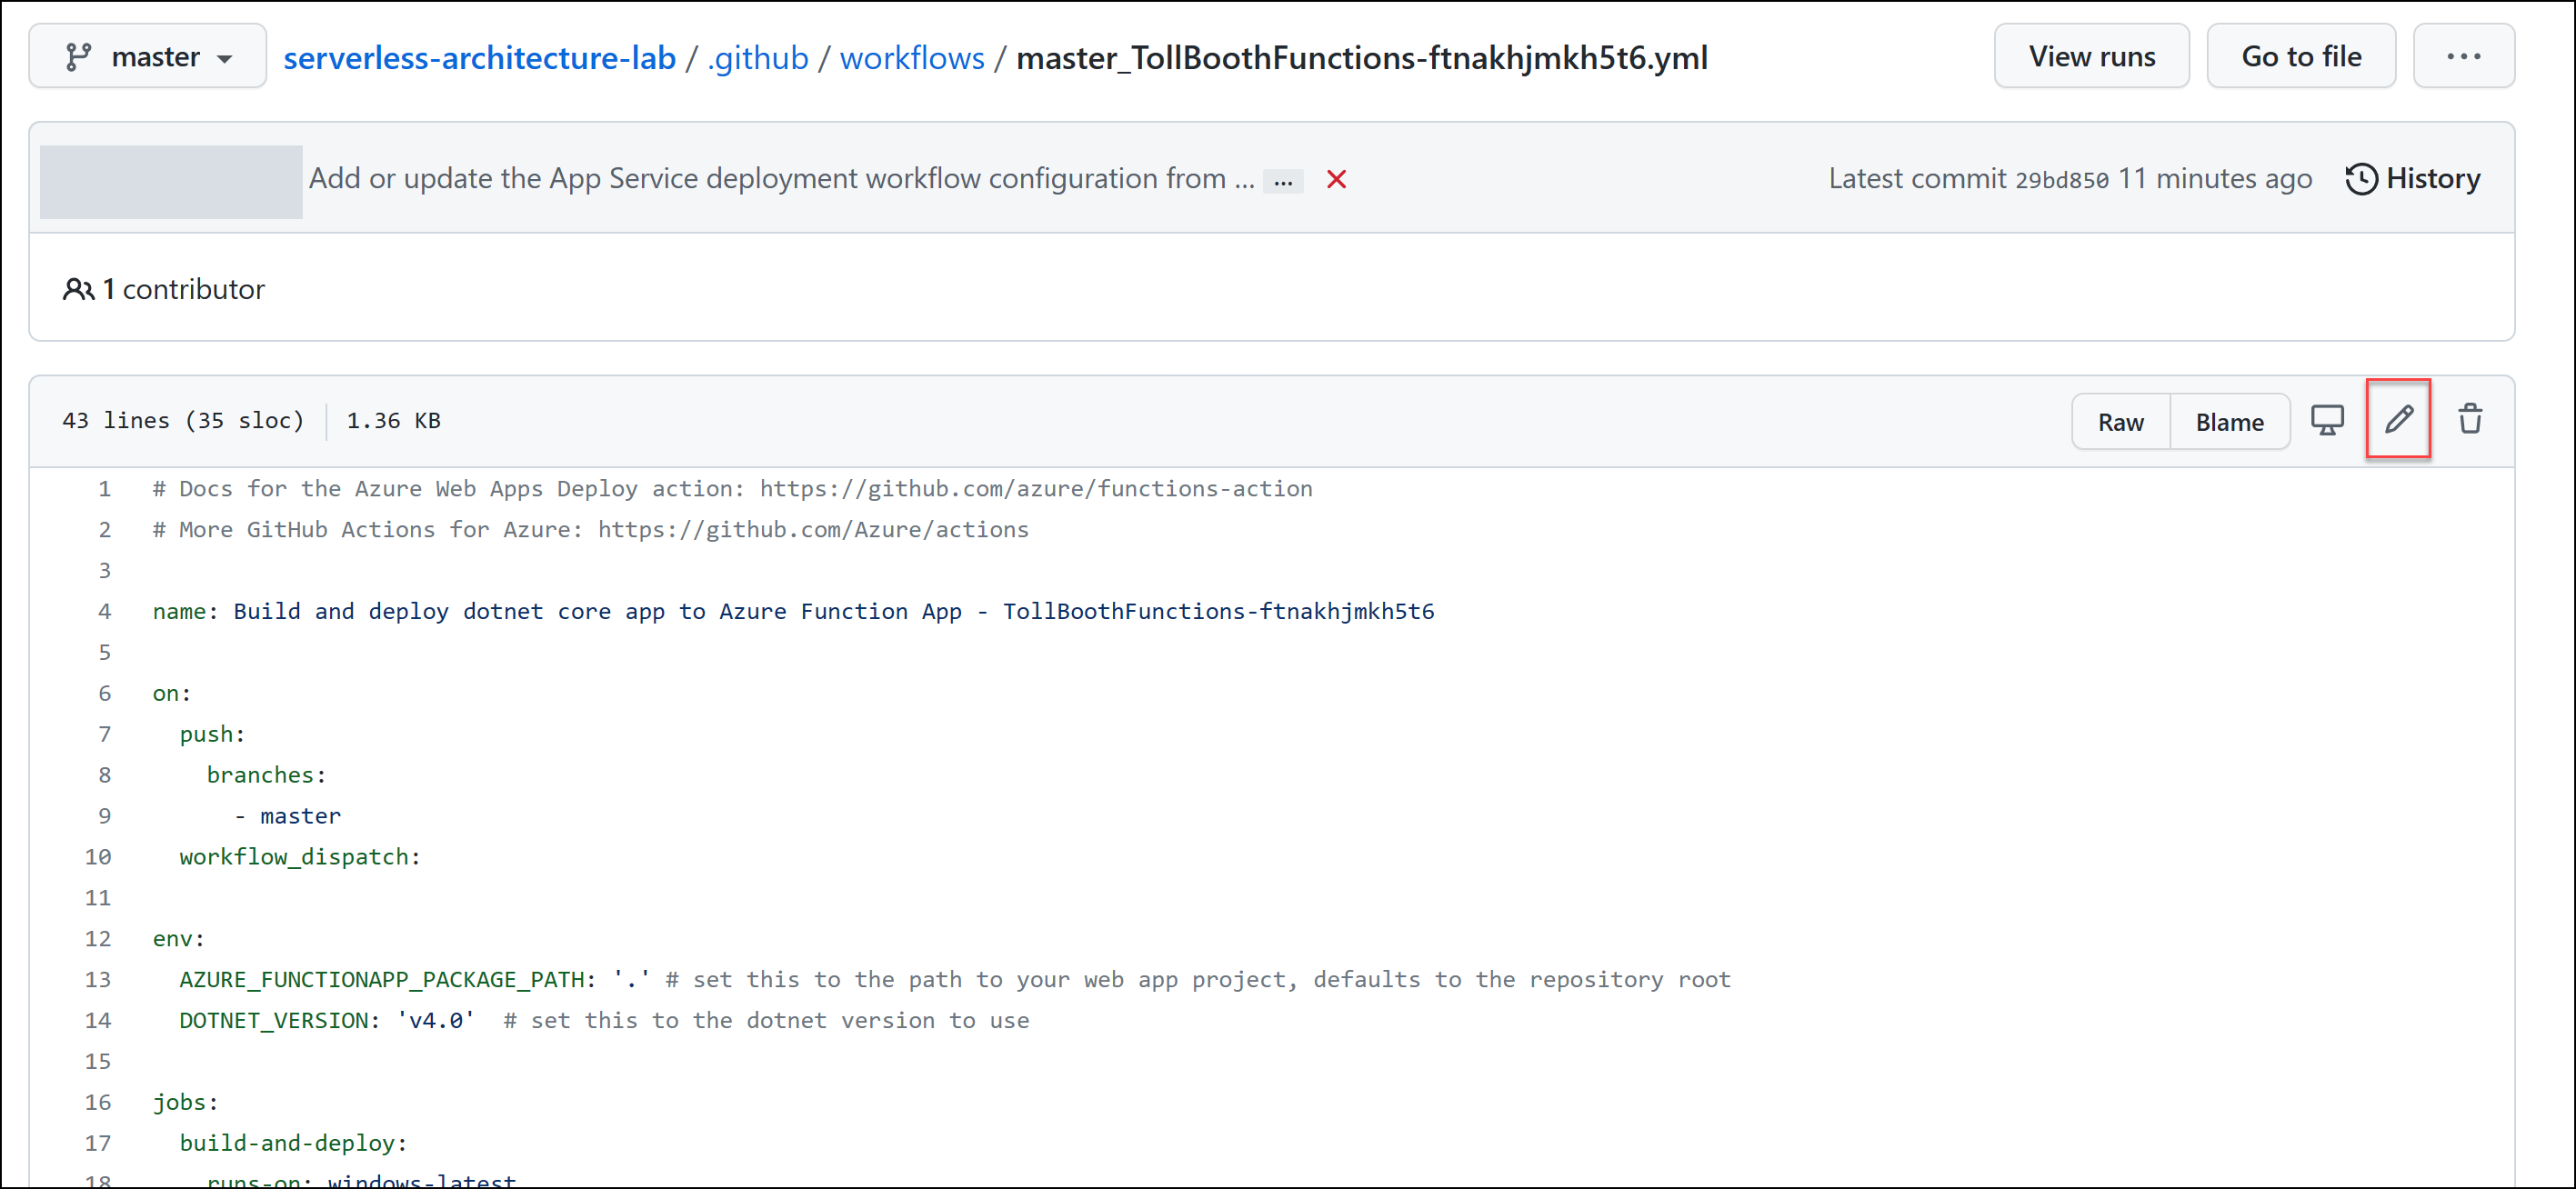 master serverless-architecture-lab / .github / workflows / master_TollBoothFunctions-ftnakhjmkh5t6.yml View runs Go to file ...
Add or update the App Service deployment workflow configuration from ... ... Latest commit 29bd850 11 minutes ago History
1 contributor
43 lines (35 sloc) 1.36 KB Raw Blame
1 # Docs for the Azure Web Apps Deploy action: https://github.com/azure/functions-action
2 # More GitHub Actions for Azure: https://github.com/Azure/actions
3
4 name: Build and deploy dotnet core app to Azure Function App - TollBoothFunctions-ftnakhjmkh5t6
5
6 on:
7 push:
8 branches:
9 - master
10 workflow_dispatch:
11
12 env:
13 AZURE_FUNCTIONAPP_PACKAGE_PATH: '.' # set this to the path to your web app project, defaults to the repository root
14 DOTNET_VERSION: 'v4.0' # set this to the dotnet version to use
15
16 jobs:
17 build-and-deploy:
18 runs-on: windows-latest